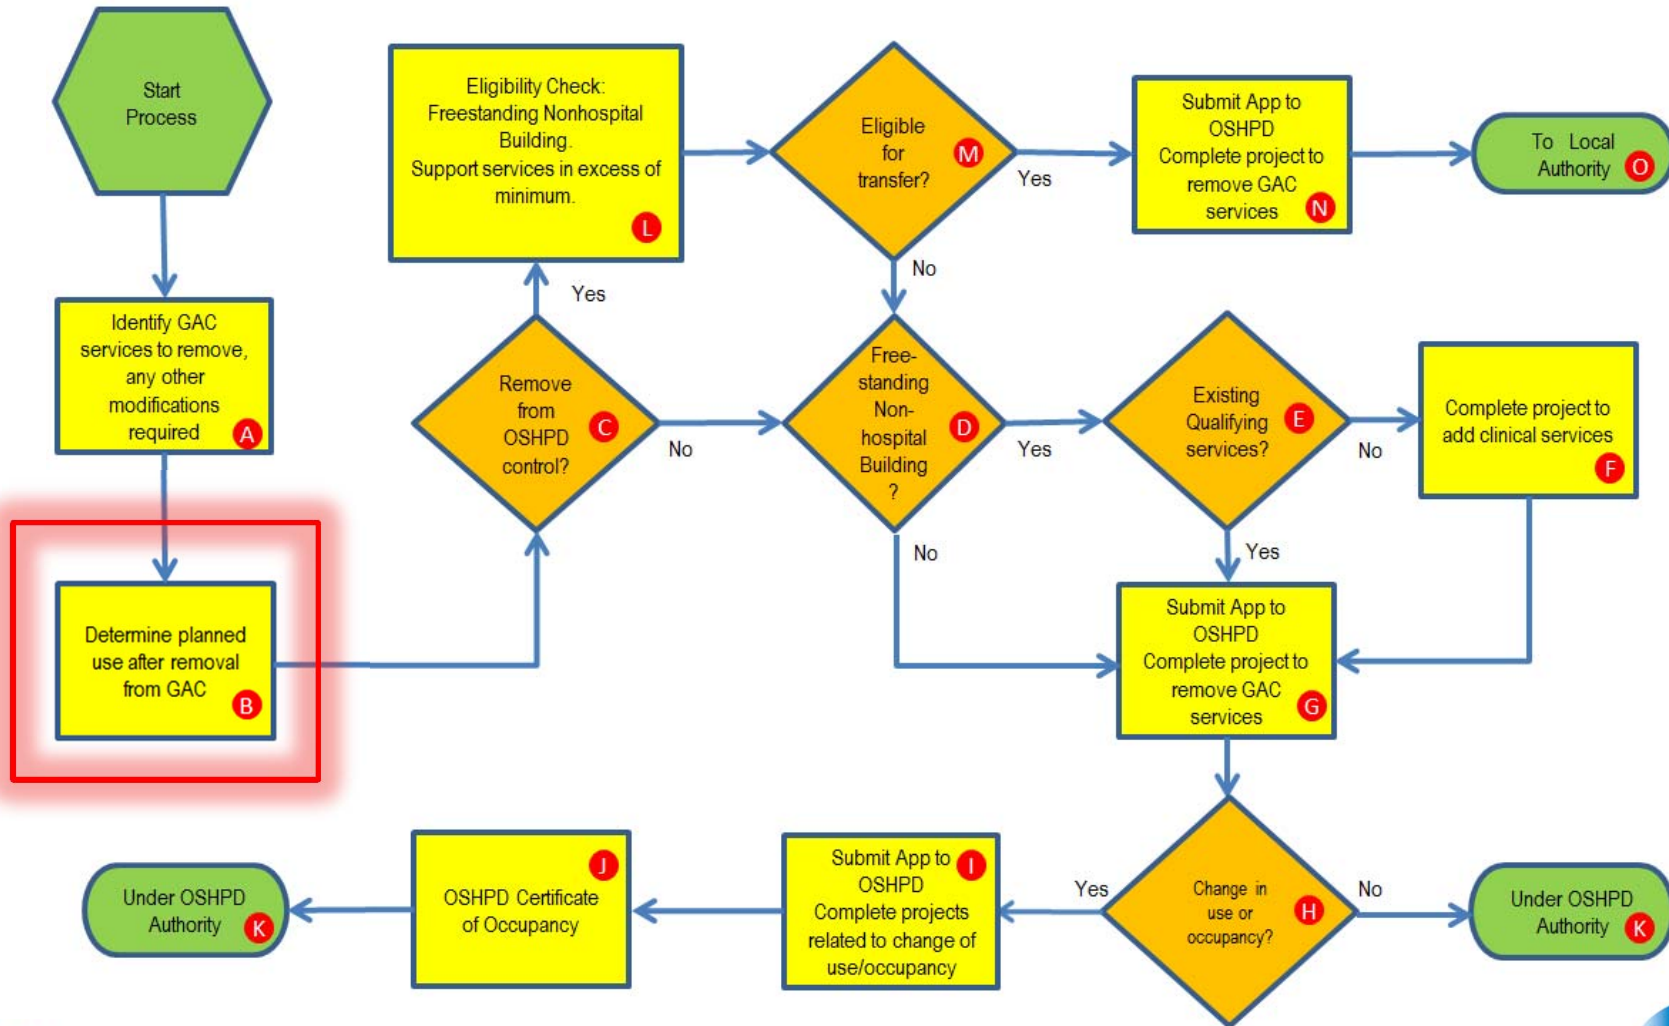 Start
Process
Identify GAC
services to remove,
any other
modifications
required
A
Determine planned
use after removal
from GAC
B
Remove
from
OSHPD
control?
C
Yes
No
Eligibility Check:
Freestanding Nonhospital
Building.
Support services in excess of
minimum.
L
Eligible
for
transfer?
M
Yes
No
Submit App to
OSHPD
Complete project to
remove GAC
services
N
To Local
Authority
O
Free-
standing
Non-
hospital
Building
?
D
Yes
No
Existing
Qualifying
services?
E
No
Yes
Complete project to
add clinical services
F
Submit App to
OSHPD
Complete project to
remove GAC
services
G
Change in
use or
occupancy?
H
Yes
No
Under OSHPD
Authority
K
Submit App to
OSHPD
Complete projects
related to change of
use/occupancy
I
OSHPD Certificate
of Occupancy
J
Under OSHPD
Authority
K